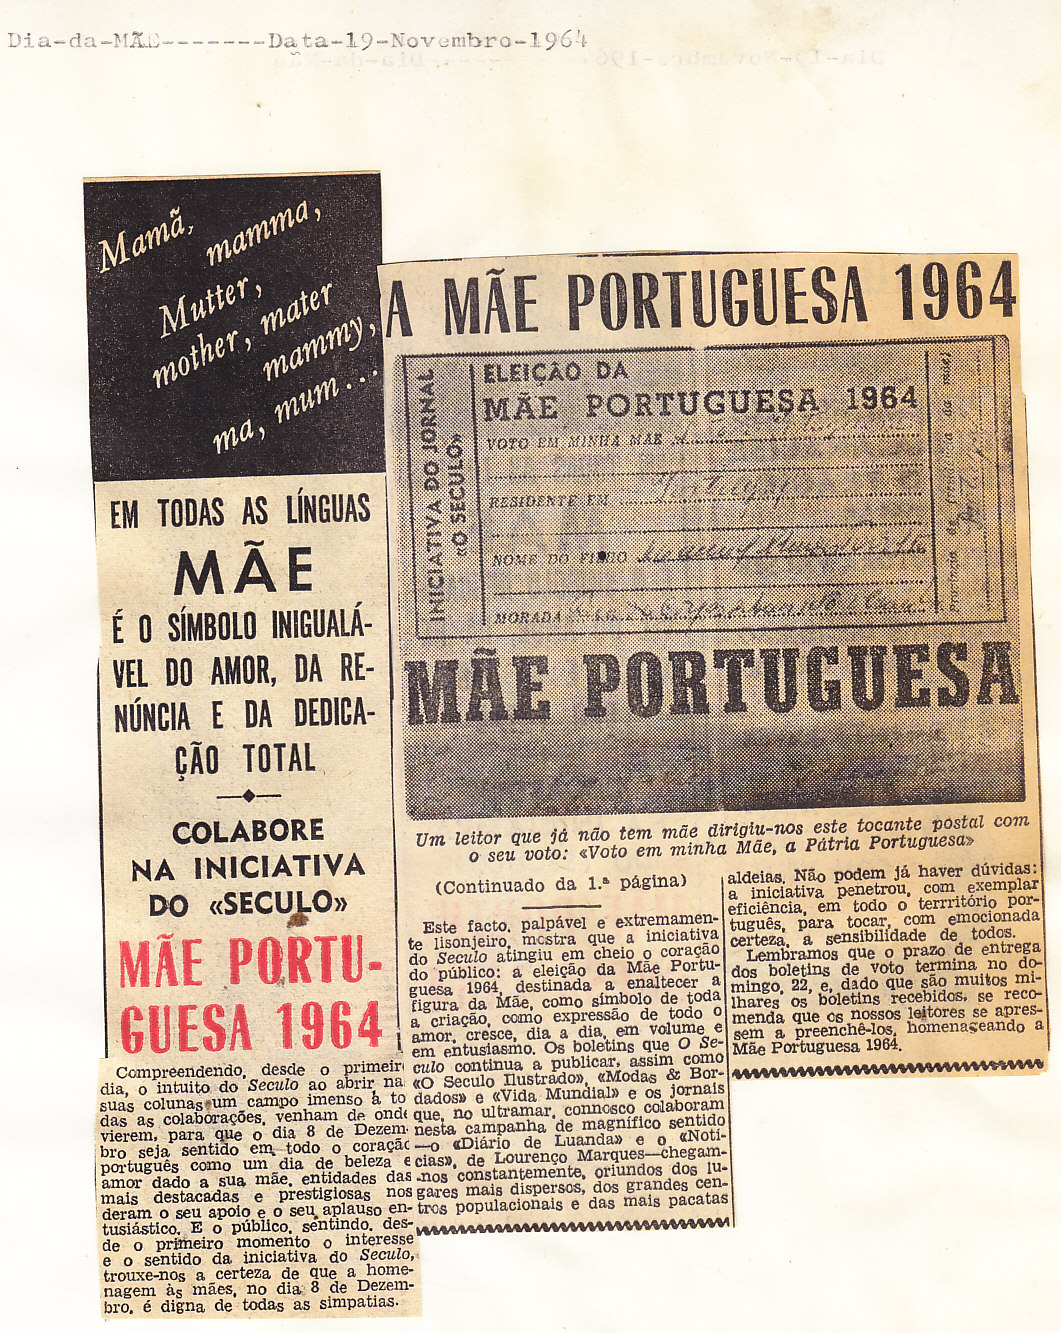 Dia-da-MÃE-------Data-19-Novembro-1964
Mamã,
mamma,
Mutter,
mother, mater
mammy,
ma, mum...
EM TODAS AS LÍNGUAS
MÃE
É O SÍMBOLO INIGUALÁ-
VEL DO AMOR, DA RE-
NÚNCIA E DA DEDICA-
ÇÃO TOTAL
COLABORE
NA INICIATIVA
DO «SECULO»
MÃE PORTU-
GUESA 1964
Compreendendo, desde o primeir
dia, o intuito do Seculo ao abrir na
suas colunas um campo imenso a to
das as colaborações, venham de onde
vierem, para que o dia 8 de Dezem
bro seja sentido em todo o coração
português como um dia de beleza e
amor dado a sua mãe, entidades das
mais destacadas e prestigiosas nos
deram o seu apoio e o seu aplauso en-
tusiástico. E o público, sentindo, des-
de o primeiro momento o interesse
e o sentido da iniciativa do Seculo,
trouxe-nos a certeza de que a home-
nagem às mães, no dia 8 de Dezem-
bro, é digna de todas as simpatias.
A MÃE PORTUGUESA 1964
INICIATIVA DO JORNAL
«O SECULO»
ELEIÇÃO DA
MÃE PORTUGUESA 1964
VOTO EM MINHA MÃE
RESIDENTE EM
NOME DO FILHO
MORADA
MÃE PORTUGUESA
Um leitor que já não tem mãe dirigiu-nos este tocante postal com
o seu voto: «Voto em minha Mãe, a Pátria Portuguesa»
(Continuado da 1.ª página)
Este facto, palpável e extremamen-
te lisonjeiro, mostra que a iniciativa
do Seculo atingiu em cheio o coração
do público: a eleição da Mãe Portu-
guesa 1964, destinada a enaltecer a
figura da Mãe, como símbolo de toda
a criação, como expressão de todo o
amor, cresce, dia a dia, em volume e
em entusiasmo. Os boletins que O Se-
culo continua a publicar, assim como
«O Seculo Ilustrado», «Modas & Bor-
dados» e «Vida Mundial» e os jornais
que, no ultramar, connosco colaboram
nesta campanha de magnífico sentido
—o «Diário de Luanda» e o «Notí-
cias», de Lourenço Marques—chegam-
-nos constantemente, oriundos dos lu-
gares mais dispersos, dos grandes cen-
tros populacionais e das mais pacatas
aldeias. Não podem já haver dúvidas:
a iniciativa penetrou, com exemplar
eficiência, em todo o terrritório por-
tuguês, para tocar, com emocionada
certeza, a sensibilidade de todos.
Lembramos que o prazo de entrega
dos boletins de voto termina no do-
mingo, 22, e, dado que são muitos mi-
lhares os boletins recebidos, se reco-
menda que os nossos leitores se apres-
sem a preenchê-los, homenageando a
Mãe Portuguesa 1964.